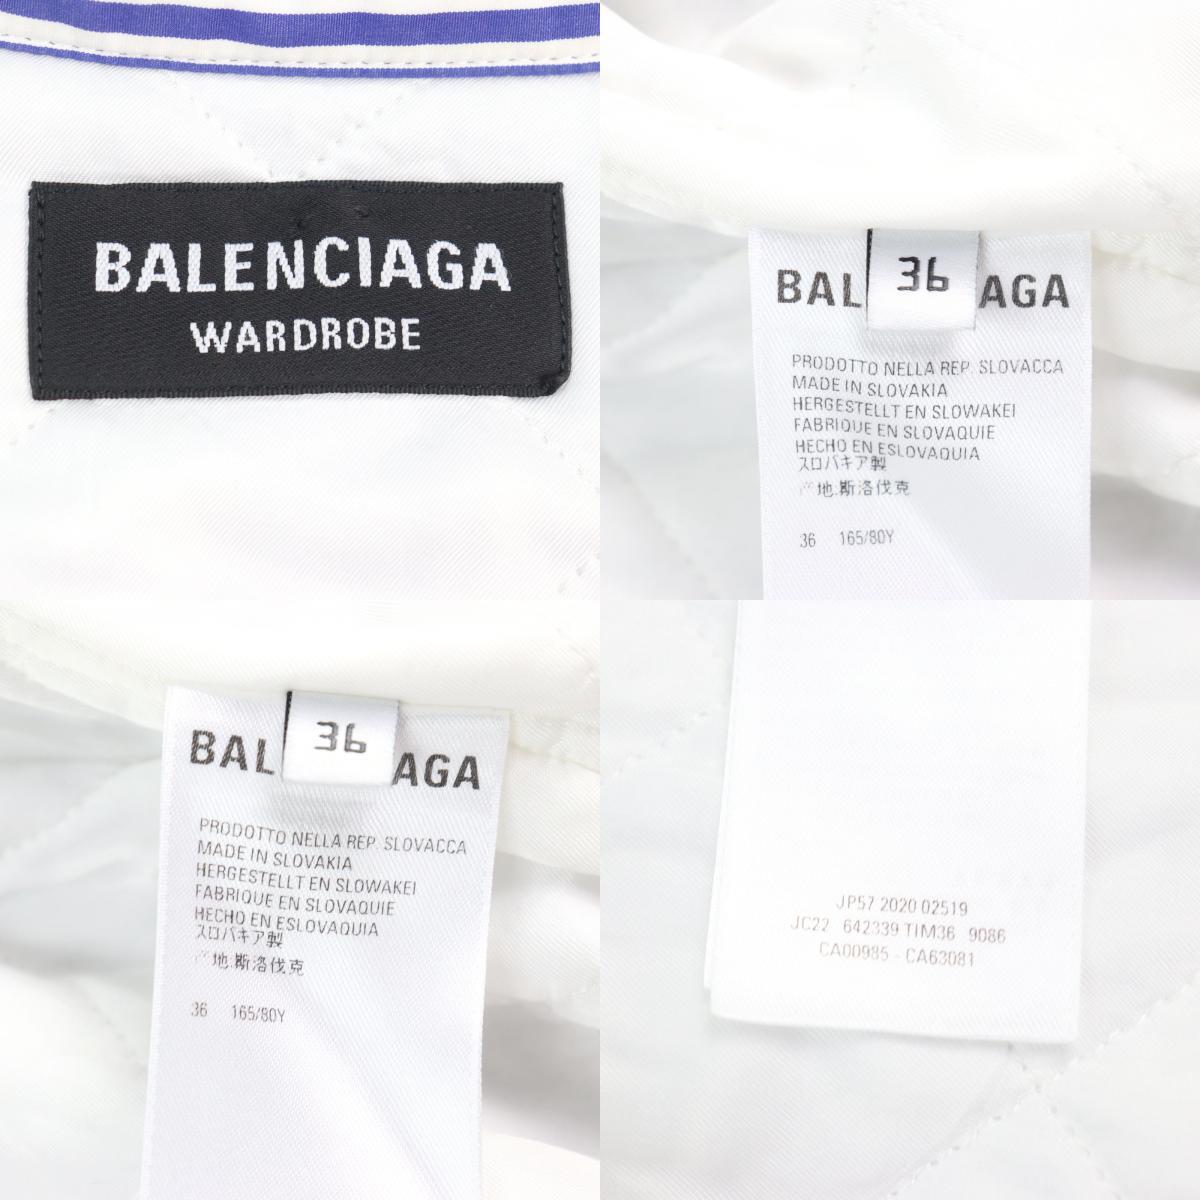 BALENCIAGA
WARDROBE
36
BAL AGA
PRODOTTO NELLA REP. SLOVACCA
MADE IN SLOVAKIA
HERGESTELLT EN SLOWAKEI
FABRIQUE EN SLOVAQUIE
HECHO EN ESLOVAQUIA
スロバキア製
产地:斯洛伐克
36 165/80Y
36
BAL AGA
PRODOTTO NELLA REP. SLOVACCA
MADE IN SLOVAKIA
HERGESTELLT EN SLOWAKEI
FABRIQUE EN SLOVAQUIE
HECHO EN ESLOVAQUIA
スロバキア製
产地:斯洛伐克
36 165/80Y
JP57 2020 02519
JC22 642339 TIM36 9086
CA00985 - CA63081